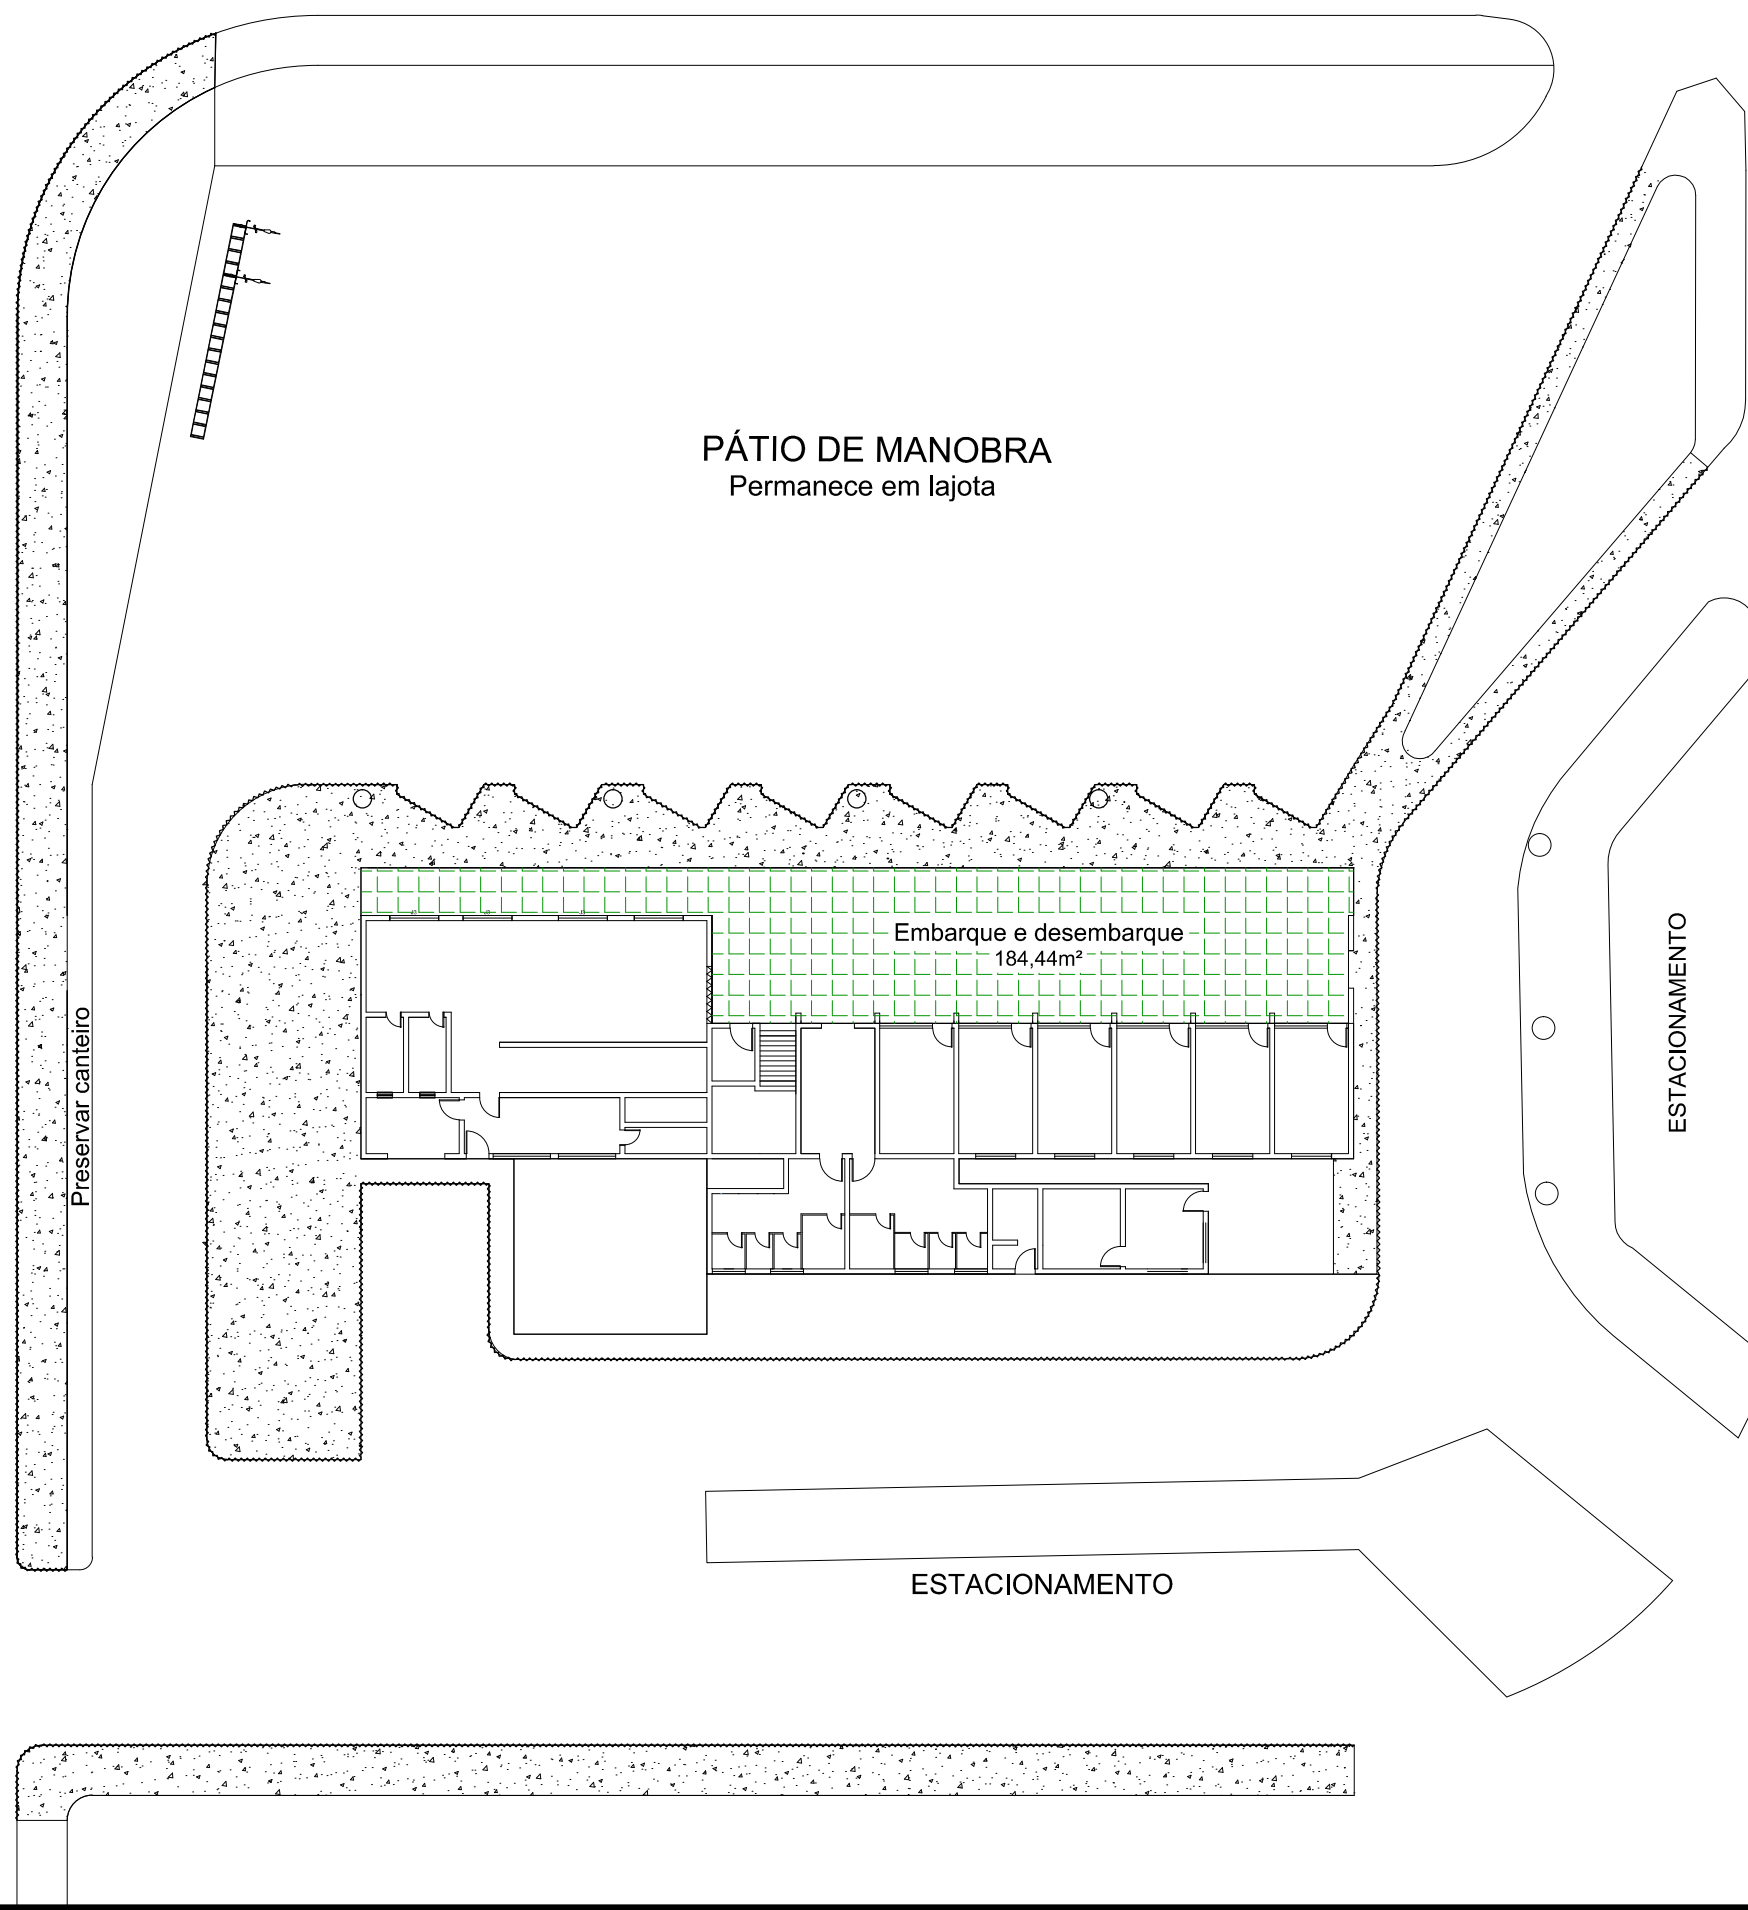 PÁTIO DE MANOBRA
Permanece em lajota
Embarque e desembarque
184,44m²
ESTACIONAMENTO
Preservar canteiro
ESTACIONAMENTO